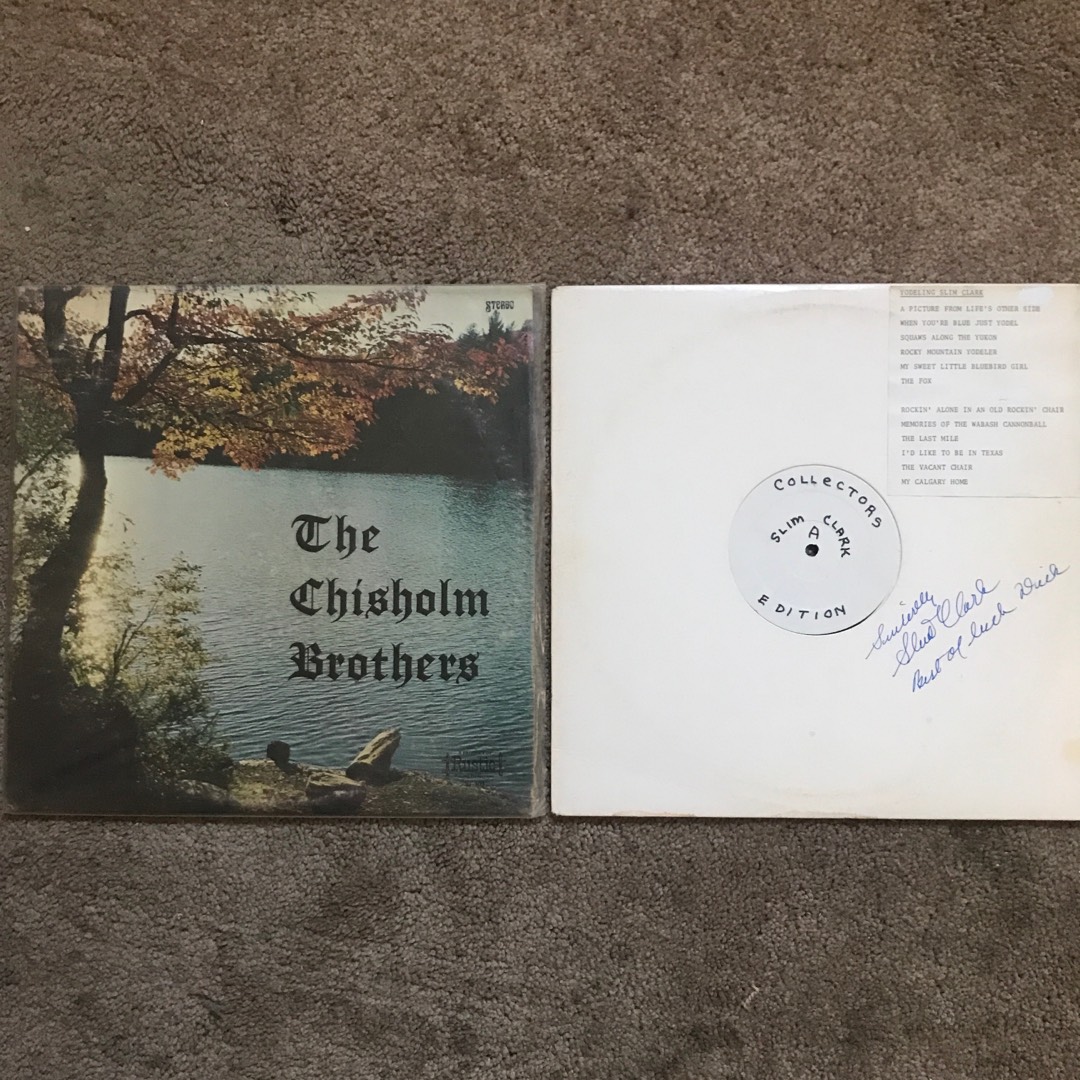 STEREO
The
Chisholm
Brothers
YODELING SLIM CLARK
A PICTURE FROM LIFE'S OTHER SIDE
WHEN YOU'RE BLUE JUST YODEL
SQUAWS ALONG THE YUKON
ROCKY MOUNTAIN YODELER
MY SWEET LITTLE BLUEBIRD GIRL
THE FOX
ROCKIN' ALONE IN AN OLD ROCKIN' CHAIR
MEMORIES OF THE WABASH CANNONBALL
THE LAST MILE
I'D LIKE TO BE IN TEXAS
THE VACANT CHAIR
MY CALGARY HOME
COLLECTORS
SLIM CLARK
A
EDITION
Sincerely
Slim Clark
Best of luck Dick